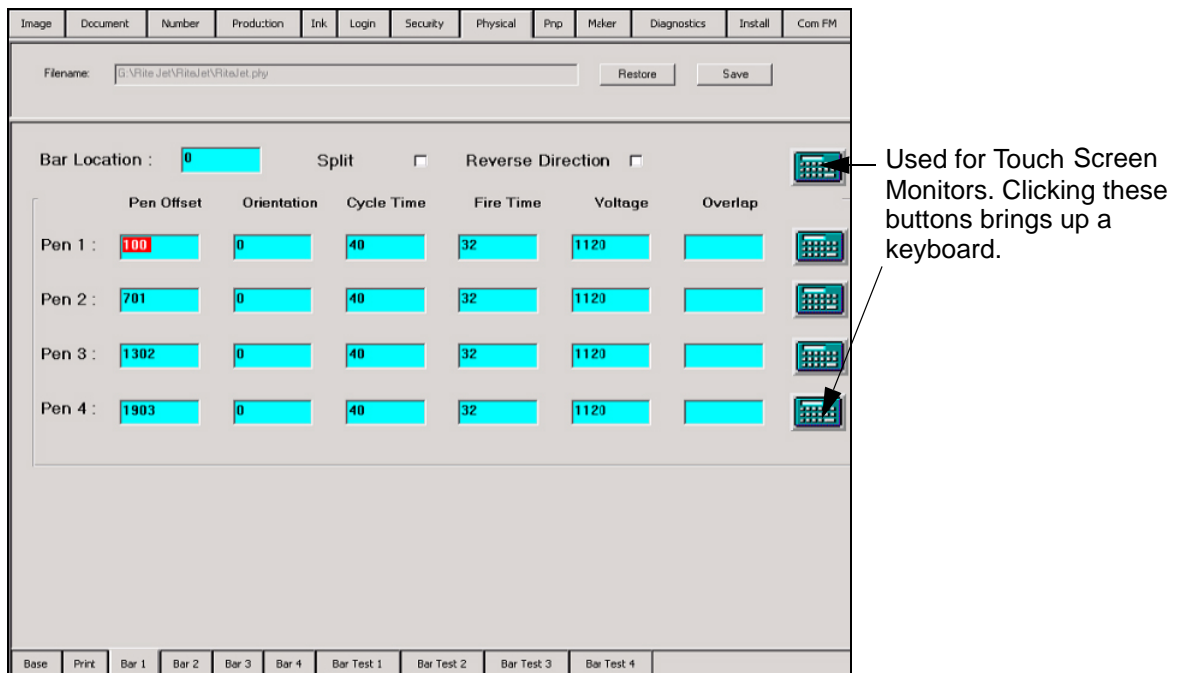 Image Document Number Production Ink Login Security Physical Pnp Maker Diagnostics Install Com FM
Filename: G:\Rite Jet\RiteJet\RiteJet.phy Restore Save
Bar Location : 0 Split Reverse Direction
Pen Offset Orientation Cycle Time Fire Time Voltage Overlap
Pen 1 : 100 0 40 32 1120
Pen 2 : 701 0 40 32 1120
Pen 3 : 1302 0 40 32 1120
Pen 4 : 1903 0 40 32 1120
Base Print Bar 1 Bar 2 Bar 3 Bar 4 Bar Test 1 Bar Test 2 Bar Test 3 Bar Test 4
Used for Touch Screen
Monitors. Clicking these
buttons brings up a
keyboard.